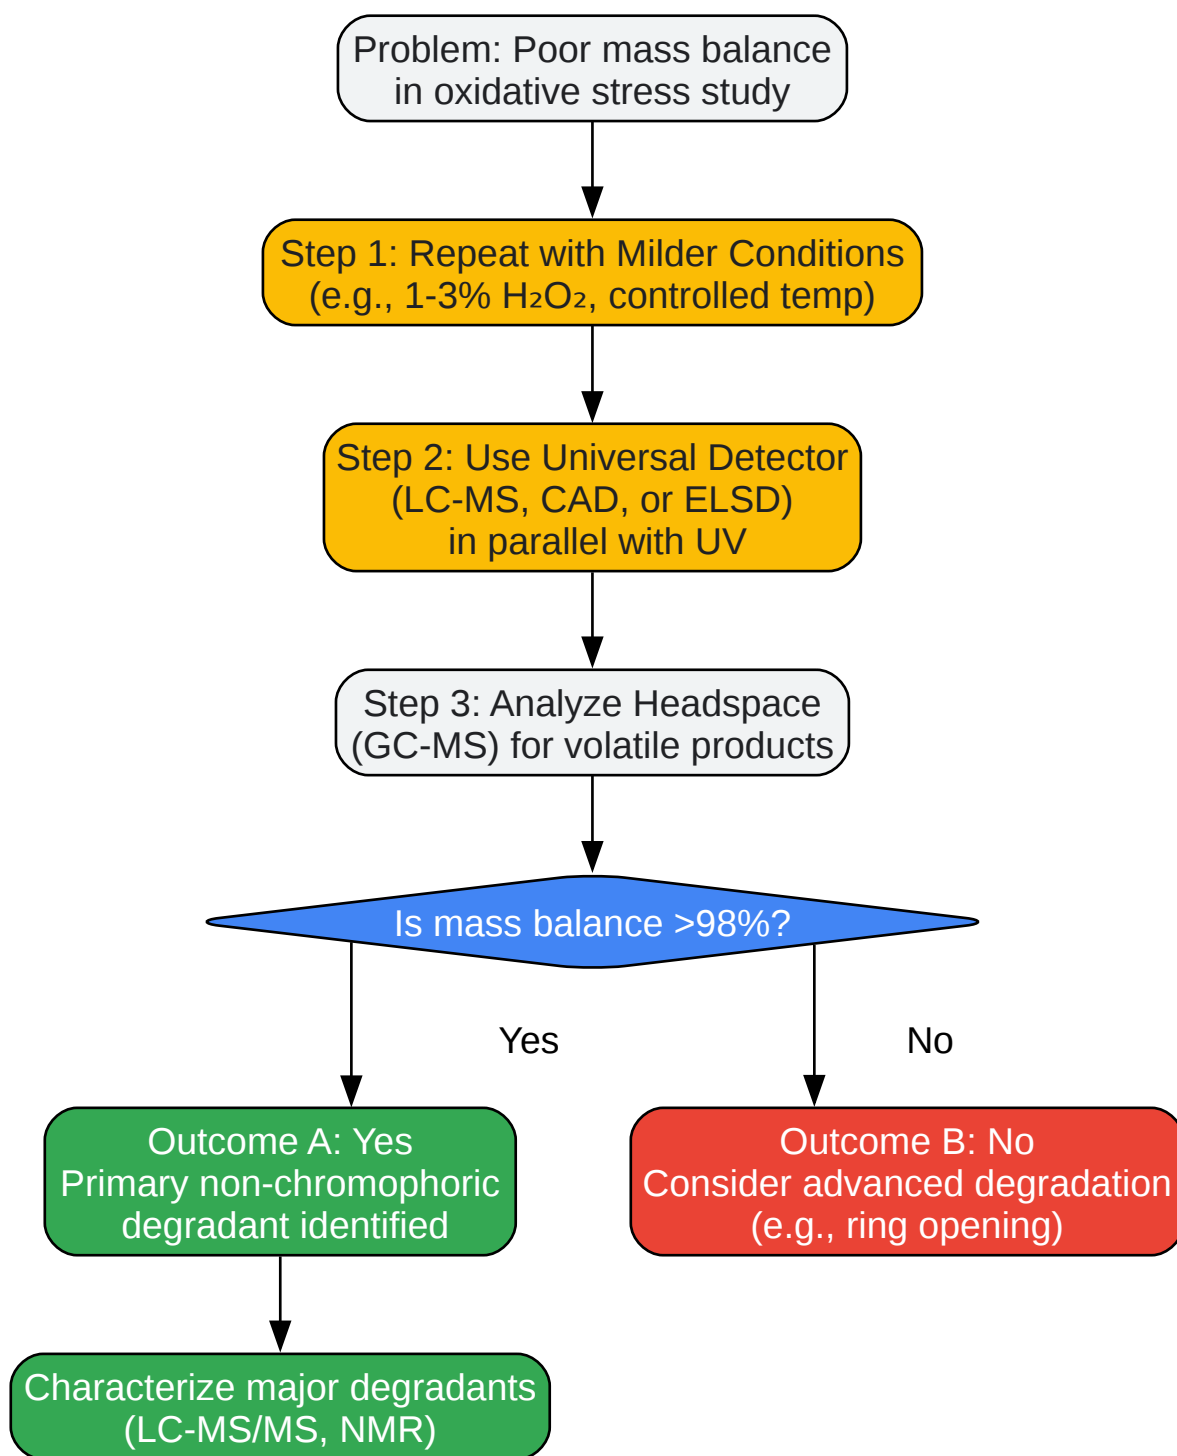 Problem: Poor mass balance
in oxidative stress study
Step 1: Repeat with Milder Conditions
(e.g., 1-3% H₂O₂, controlled temp)
Step 2: Use Universal Detector
(LC-MS, CAD, or ELSD)
in parallel with UV
Step 3: Analyze Headspace
(GC-MS) for volatile products
Is mass balance >98%?
Yes
No
Outcome A: Yes
Primary non-chromophoric
degradant identified
Outcome B: No
Consider advanced degradation
(e.g., ring opening)
Characterize major degradants
(LC-MS/MS, NMR)